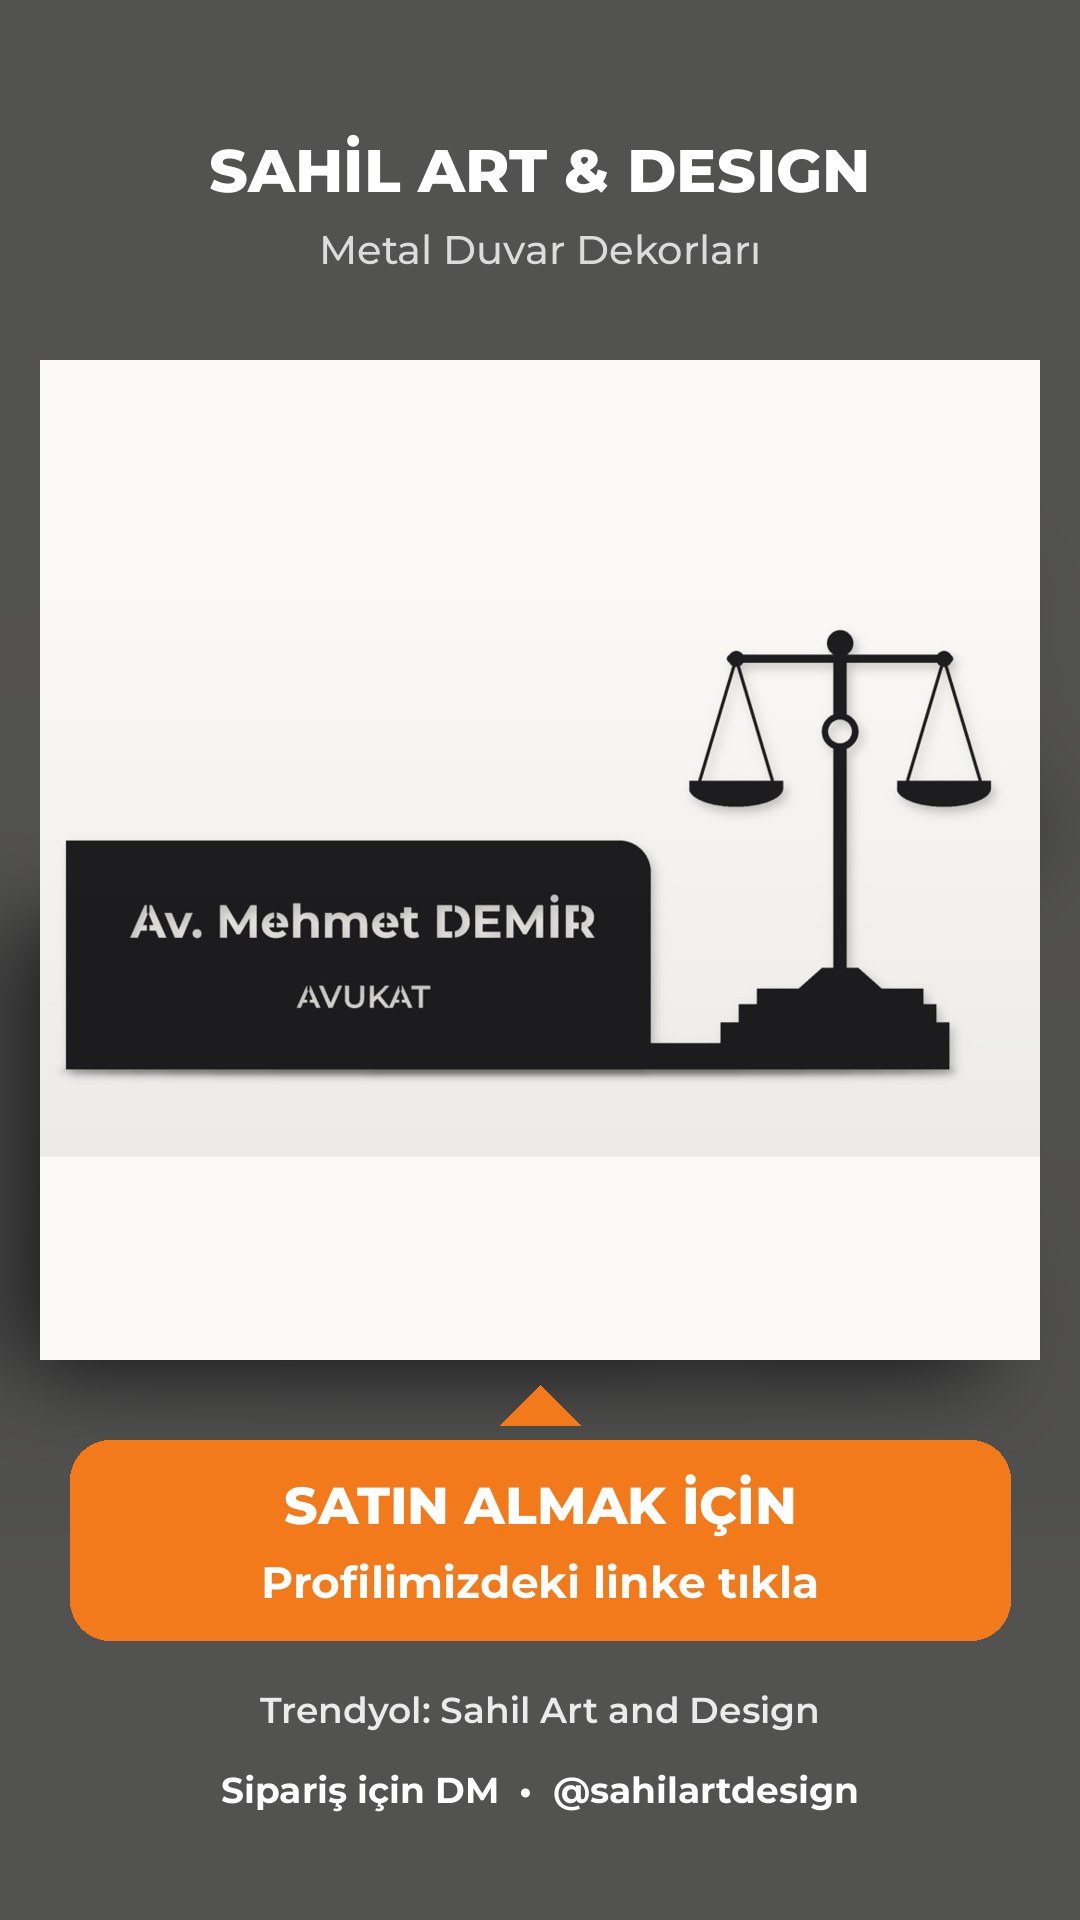 SAHİL ART & DESIGN
Metal Duvar Dekorları
Av. Mehmet DEMİR
AVUKAT
SATIN ALMAK İÇİN
Profilimizdeki linke tıkla
Trendyol: Sahil Art and Design
Sipariş için DM • @sahilartdesign